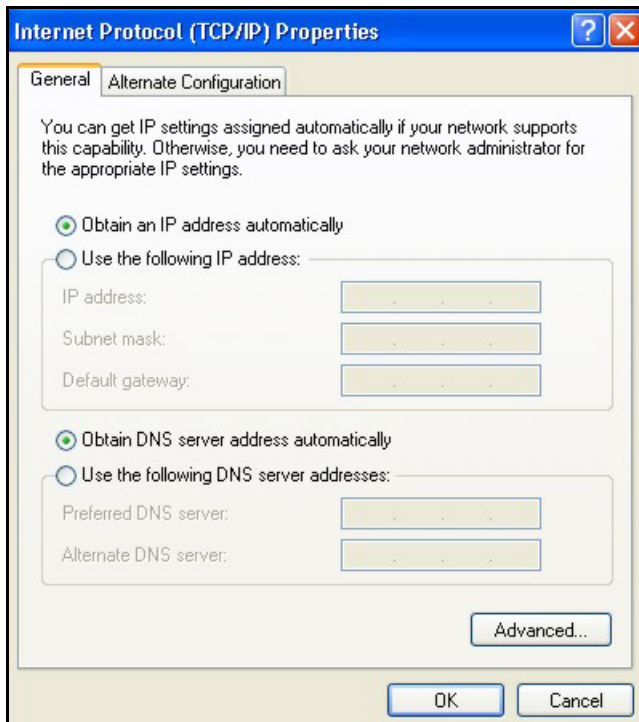 Internet Protocol (TCP/IP) Properties
General
Alternate Configuration
You can get IP settings assigned automatically if your network supports
this capability. Otherwise, you need to ask your network administrator for
the appropriate IP settings.
Obtain an IP address automatically
Use the following IP address:
IP address:
Subnet mask:
Default gateway:
Obtain DNS server address automatically
Use the following DNS server addresses:
Preferred DNS server:
Alternate DNS server:
Advanced...
OK
Cancel